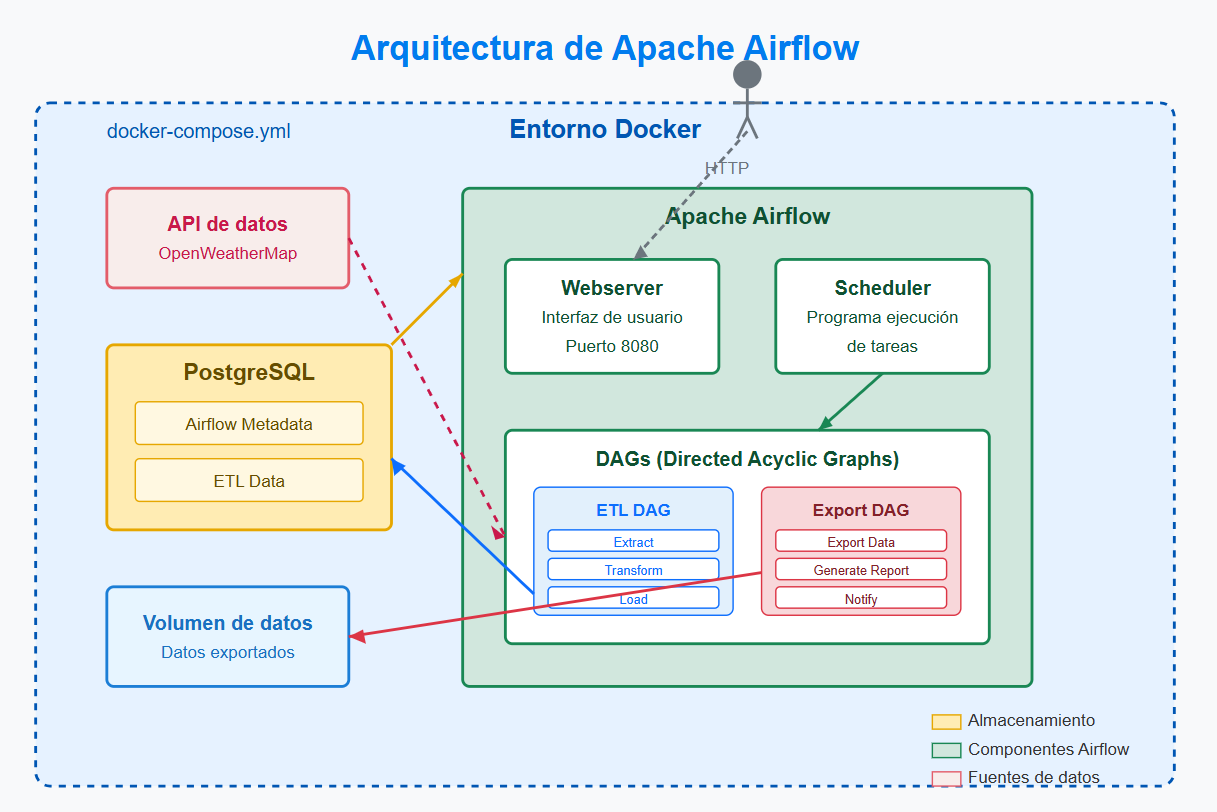 Arquitectura de Apache Airflow
docker-compose.yml
Entorno Docker
HTTP
API de datos
OpenWeatherMap
Apache Airflow
Webserver
Interfaz de usuario
Puerto 8080
Scheduler
Programa ejecución
de tareas
PostgreSQL
Airflow Metadata
ETL Data
DAGs (Directed Acyclic Graphs)
ETL DAG
Extract
Transform
Load
Export DAG
Export Data
Generate Report
Notify
Volumen de datos
Datos exportados
Almacenamiento
Componentes Airflow
Fuentes de datos